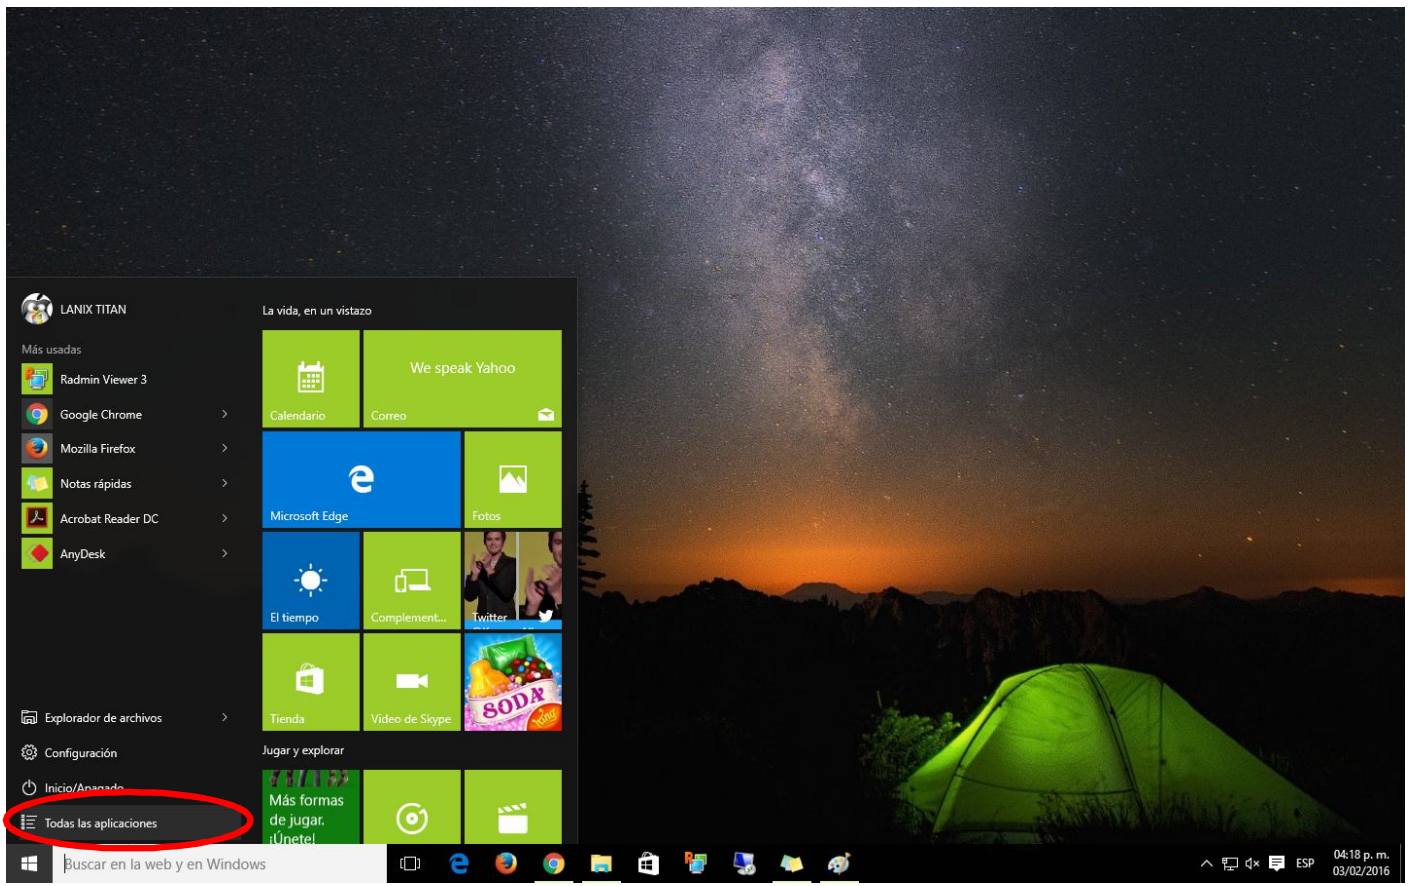 LANIX TITAN
Más usadas
Radmin Viewer 3
Google Chrome
Mozilla Firefox
Notas rápidas
Acrobat Reader DC
AnyDesk
Explorador de archivos
Configuración
Inicio/Apagado
Todas las aplicaciones
La vida, en un vistazo
Calendario
We speak Yahoo
Correo
Microsoft Edge
Fotos
El tiempo
Complement...
Twitter
Tienda
Video de Skype
SODA
King
Jugar y explorar
Más formas
de jugar.
¡Únete!
Buscar en la web y en Windows
ESP
04:18 p. m.
03/02/2016